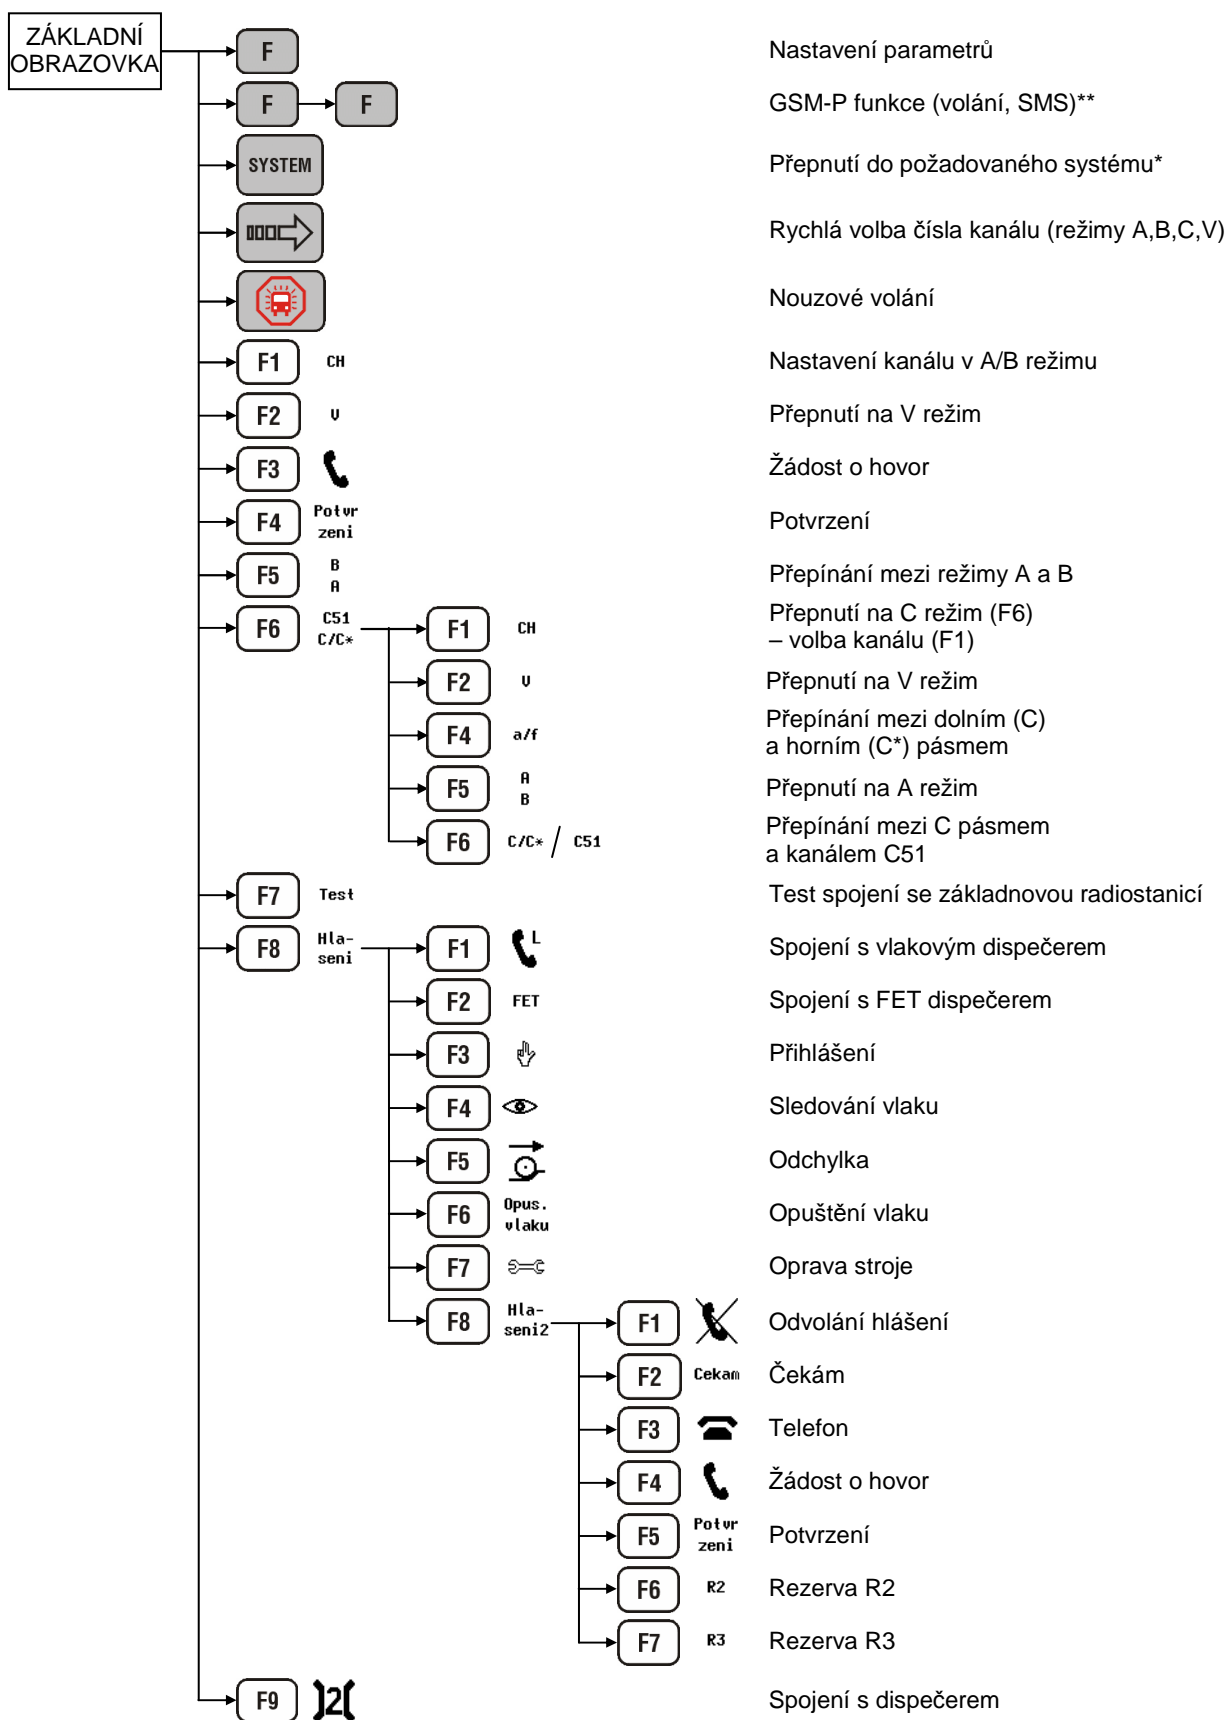 ZÁKLADNÍ
OBRAZOVKA
F Nastavení parametrů
F F GSM-P funkce (volání, SMS)**
SYSTEM Přepnutí do požadovaného systému*
Rychlá volba čísla kanálu (režimy A,B,C,V)
Nouzové volání
F1 CH Nastavení kanálu v A/B režimu
F2 V Přepnutí na V režim
F3 Žádost o hovor
F4 Potvr
zeni Potvrzení
F5 B
A Přepínání mezi režimy A a B
F6 C51
C/C* F1 CH Přepnutí na C režim (F6)
– volba kanálu (F1)
F2 V Přepnutí na V režim
F4 a/f Přepínání mezi dolním (C)
a horním (C*) pásmem
F5 A
B Přepnutí na A režim
F6 C/C* / C51 Přepínání mezi C pásmem
a kanálem C51
F7 Test Test spojení se základnovou radiostanicí
F8 Hla-
seni F1 L Spojení s vlakovým dispečerem
F2 FET Spojení s FET dispečerem
F3 Přihlášení
F4 Sledování vlaku
F5 Odchylka
F6 Opus.
vlaku Opuštění vlaku
F7 Oprava stroje
F8 Hla-
seni2 F1 Odvolání hlášení
F2 Cekam Čekám
F3 Telefon
F4 Žádost o hovor
F5 Potvr
zeni Potvrzení
F6 R2 Rezerva R2
F7 R3 Rezerva R3
F9 )2( Spojení s dispečerem